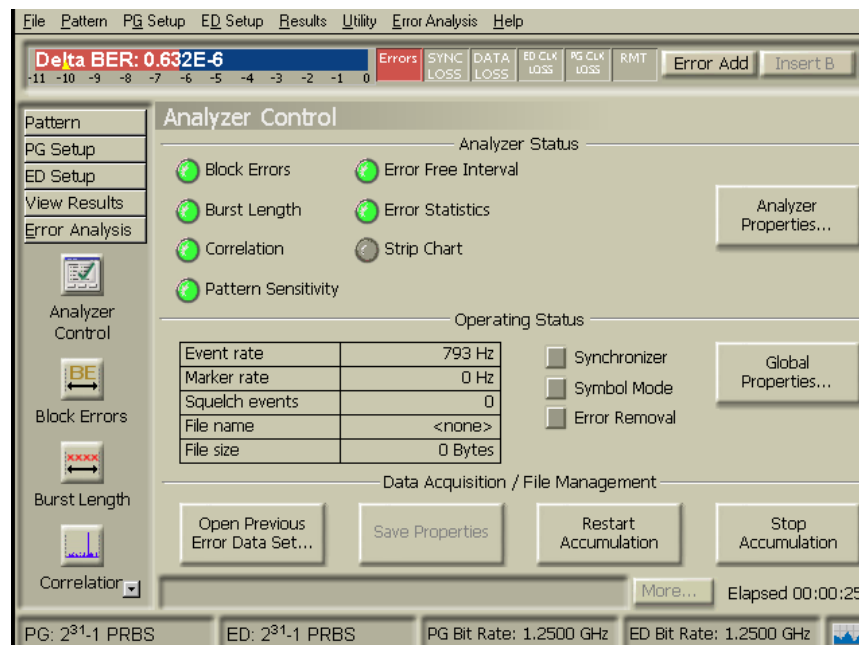 File Pattern PG Setup ED Setup Results Utility Error Analysis Help
Delta BER: 0.632E-6
-11 -10 -9 -8 -7 -6 -5 -4 -3 -2 -1 0
Errors
SYNC LOSS
DATA LOSS
ED CLK LOSS
PG CLK LOSS
RMT
Error Add
Insert B
Pattern
PG Setup
ED Setup
View Results
Error Analysis
Analyzer
Control
Block Errors
Burst Length
Correlation
Analyzer Control
Analyzer Status
Block Errors
Error Free Interval
Burst Length
Error Statistics
Correlation
Strip Chart
Pattern Sensitivity
Analyzer
Properties...
Operating Status
Event rate 793 Hz
Marker rate 0 Hz
Squelch events 0
File name <none>
File size 0 Bytes
Synchronizer
Symbol Mode
Error Removal
Global
Properties...
Data Acquisition / File Management
Open Previous
Error Data Set...
Save Properties
Restart
Accumulation
Stop
Accumulation
More...
Elapsed 00:00:25
PG: 2³¹-1 PRBS
ED: 2³¹-1 PRBS
PG Bit Rate: 1.2500 GHz
ED Bit Rate: 1.2500 GHz
BE
xxxx